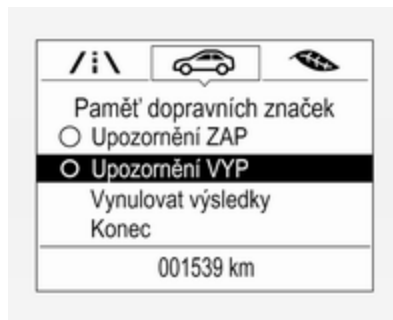 Paměť dopravních značek
Upozornění ZAP
Upozornění VYP
Vynulovat výsledky
Konec
001539 km